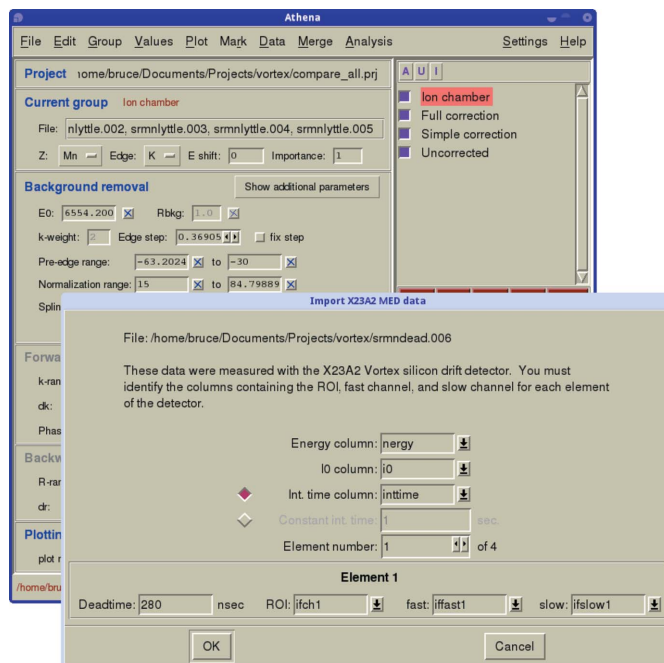 Athena
File Edit Group Values Plot Mark Data Merge Analysis Settings Help
Project ome/bruce/Documents/Projects/vortex/compare_all.prj
A U I
Current group Ion chamber
Ion chamber
Full correction
Simple correction
Uncorrected
File: nlyttle.002, srmnlyttle.003, srmnlyttle.004, srmnlyttle.005
Z: Mn Edge: K E shift: 0 Importance: 1
Background removal Show additional parameters
E0: 6554.200 Rbkg: 1.0
k-weight: 2 Edge step: 0.36905 fix step
Pre-edge range: -63.2024 to -30
Normalization range: 15 to 84.79889
Splin
Forwa
k-ran
dk:
Phas
Backw
R-ran
dr:
Plottin
plot r
/home/bru
Import X23A2 MED data
File: /home/bruce/Documents/Projects/vortex/srmndead.006
These data were measured with the X23A2 Vortex silicon drift detector. You must
identify the columns containing the ROI, fast channel, and slow channel for each element
of the detector.
Energy column: nergy
I0 column: i0
Int. time column: inttime
Constant int. time: 1 sec.
Element number: 1 of 4
Element 1
Deadtime: 280 nsec ROI: ifch1 fast: iffast1 slow: ifslow1
OK Cancel